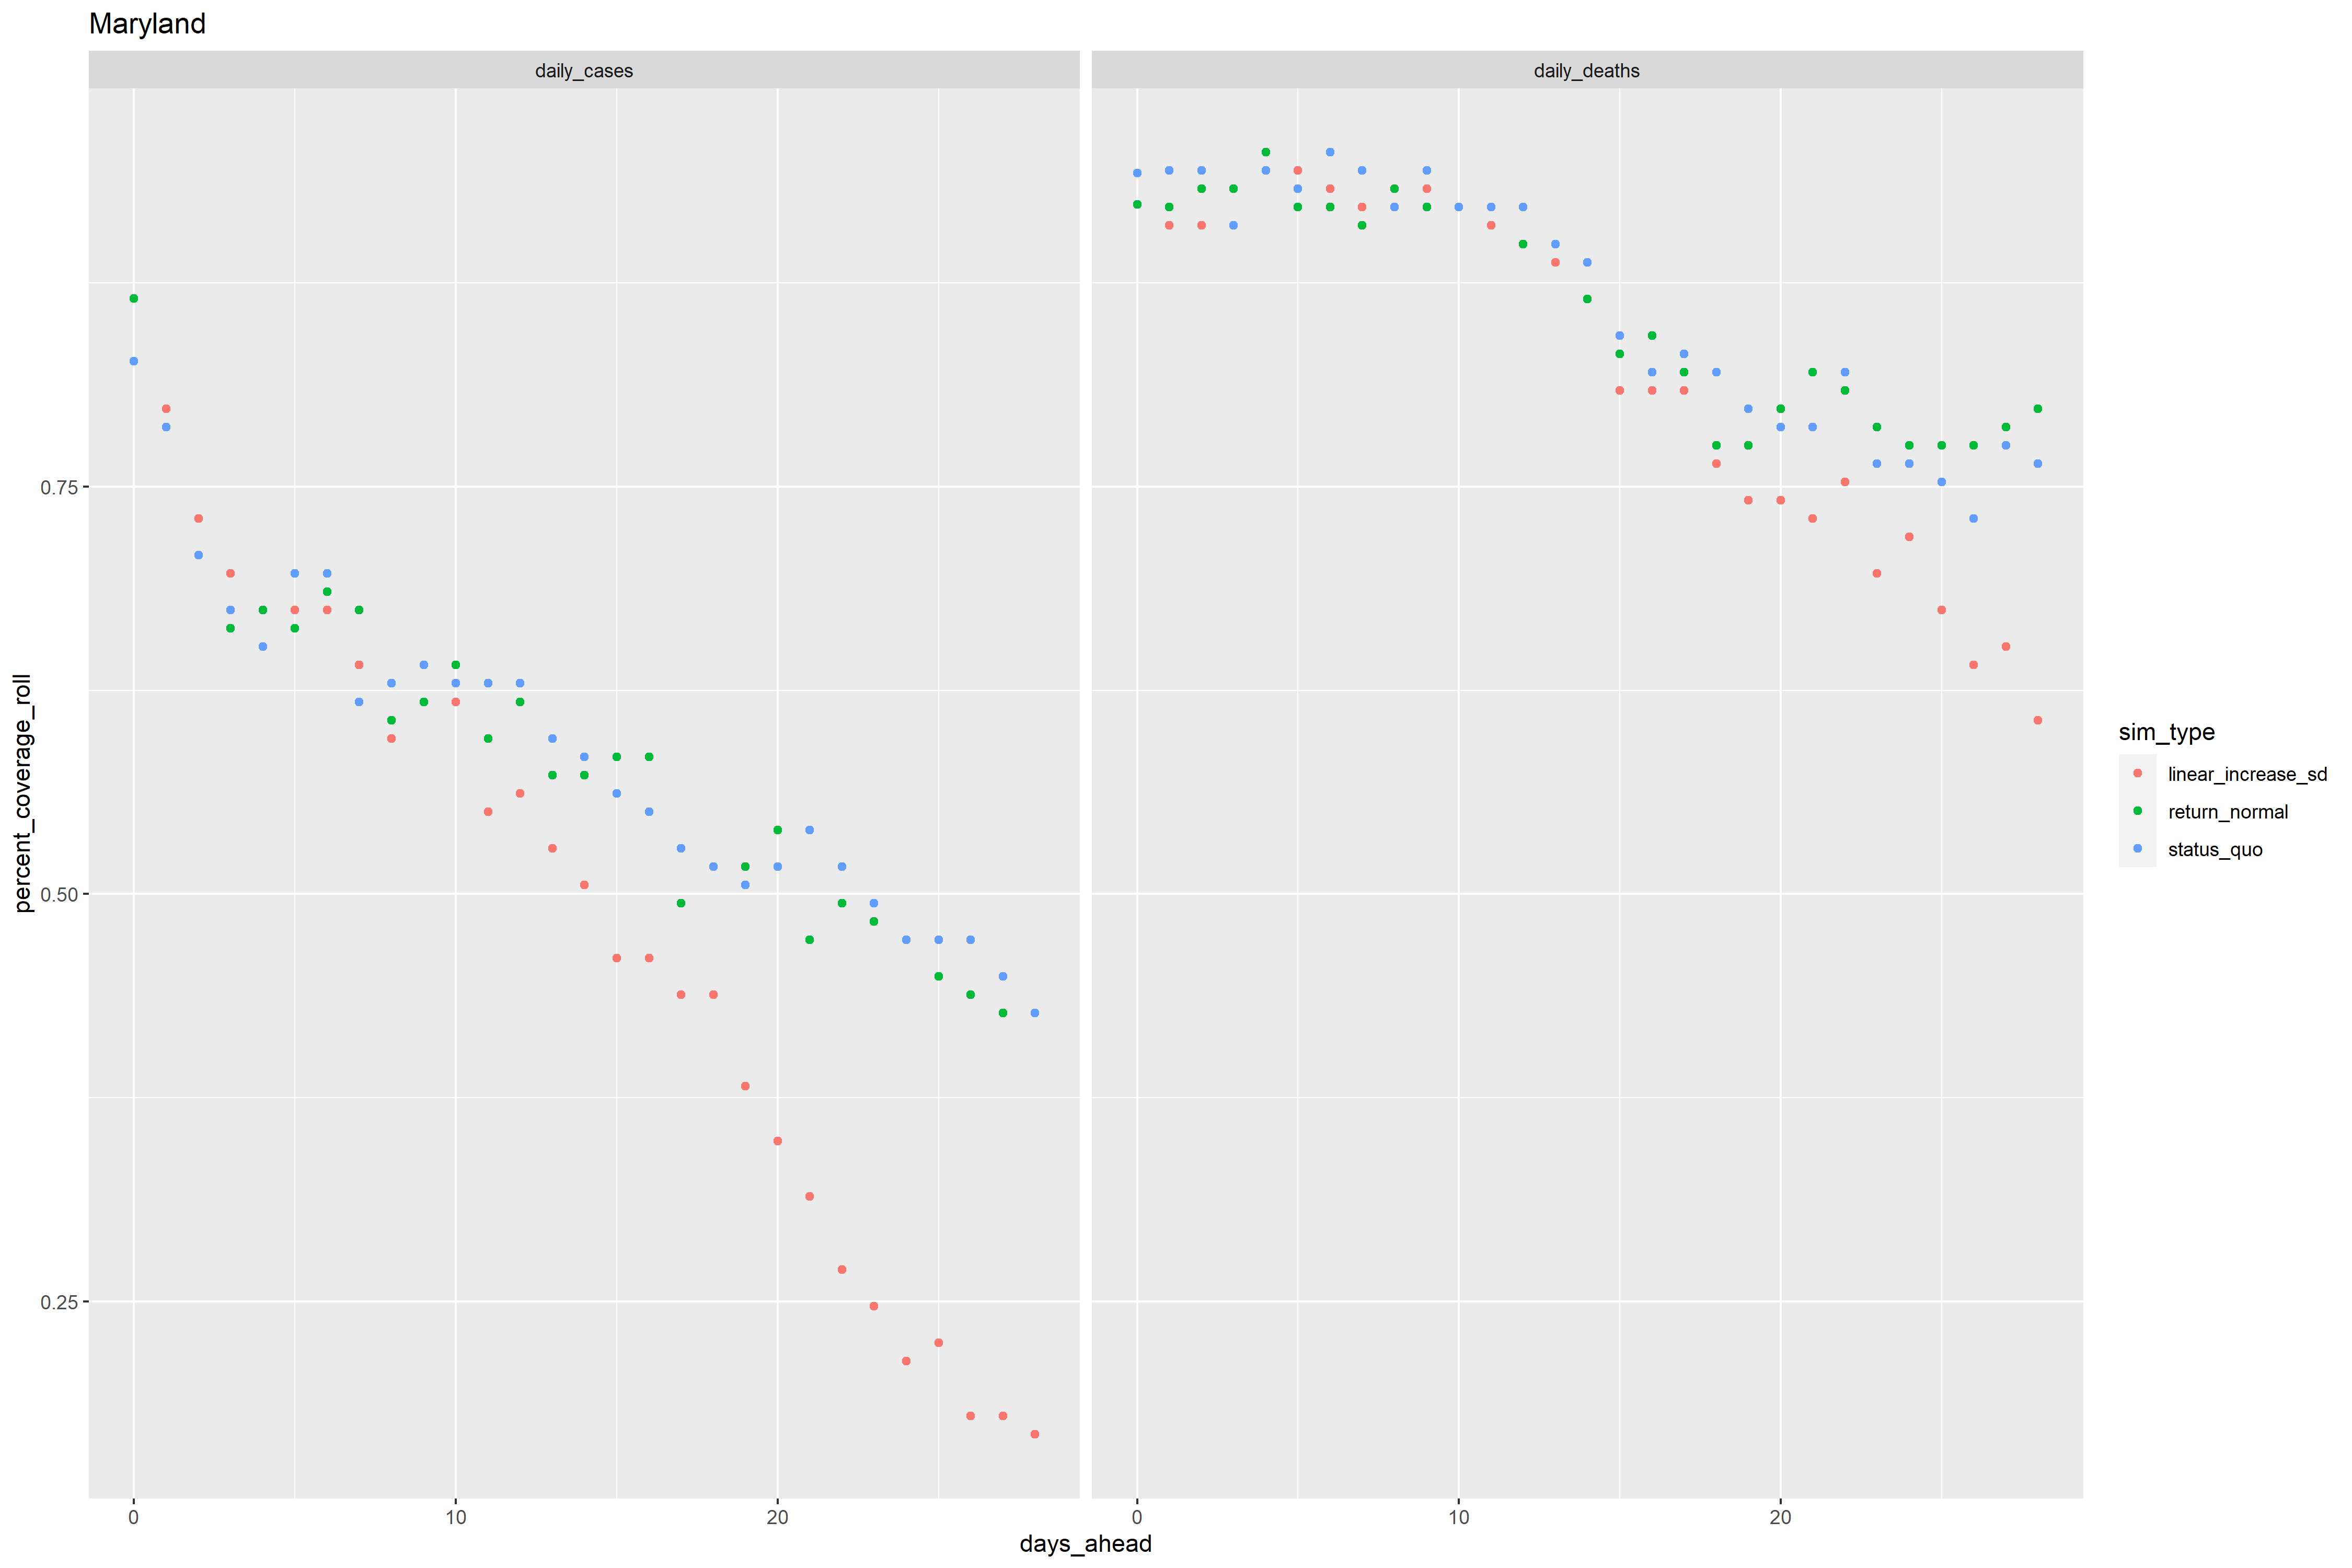 Maryland
daily_cases
daily_deaths
percent_coverage_roll
0.75
0.50
0.25
0
10
20
0
10
20
days_ahead
sim_type
linear_increase_sd
return_normal
status_quo